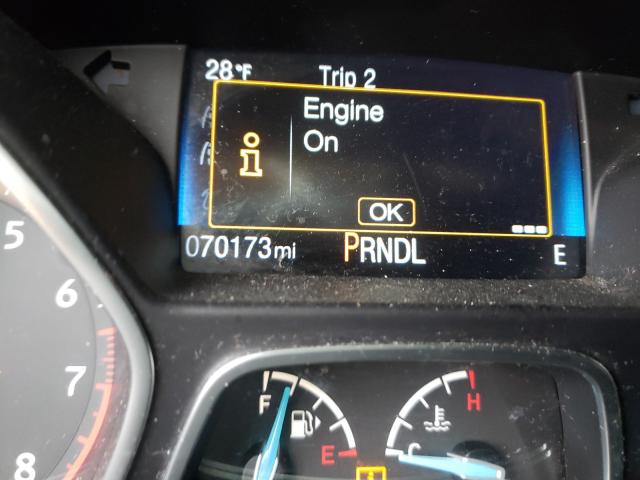 28°F Trip 2
Engine
On
i
OK
070173mi PRNDL E
5
6
7
8
F E
H C